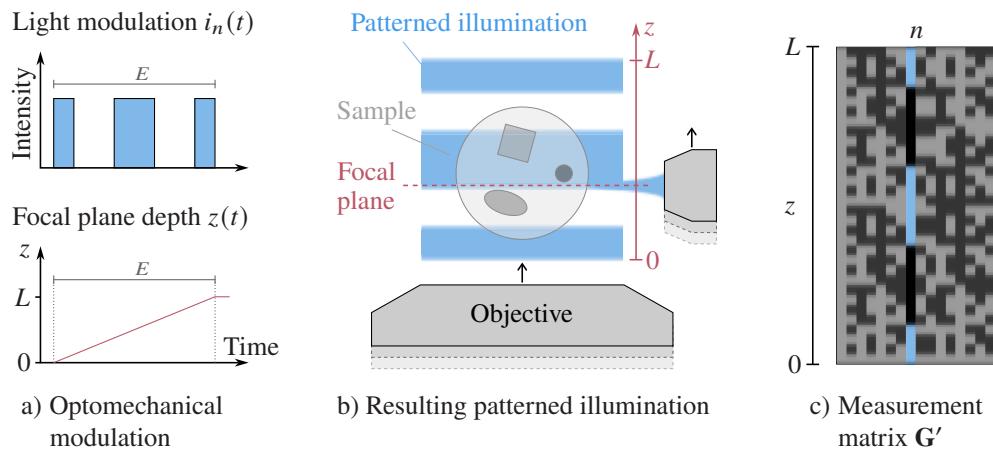 Light modulation iₙ(t)
E
Intensity
Focal plane depth z(t)
z
E
L
0
Time
a) Optomechanical
modulation
Patterned illumination
z
L
Sample
Focal
plane
0
Objective
b) Resulting patterned illumination
n
L
z
0
c) Measurement
matrix G′